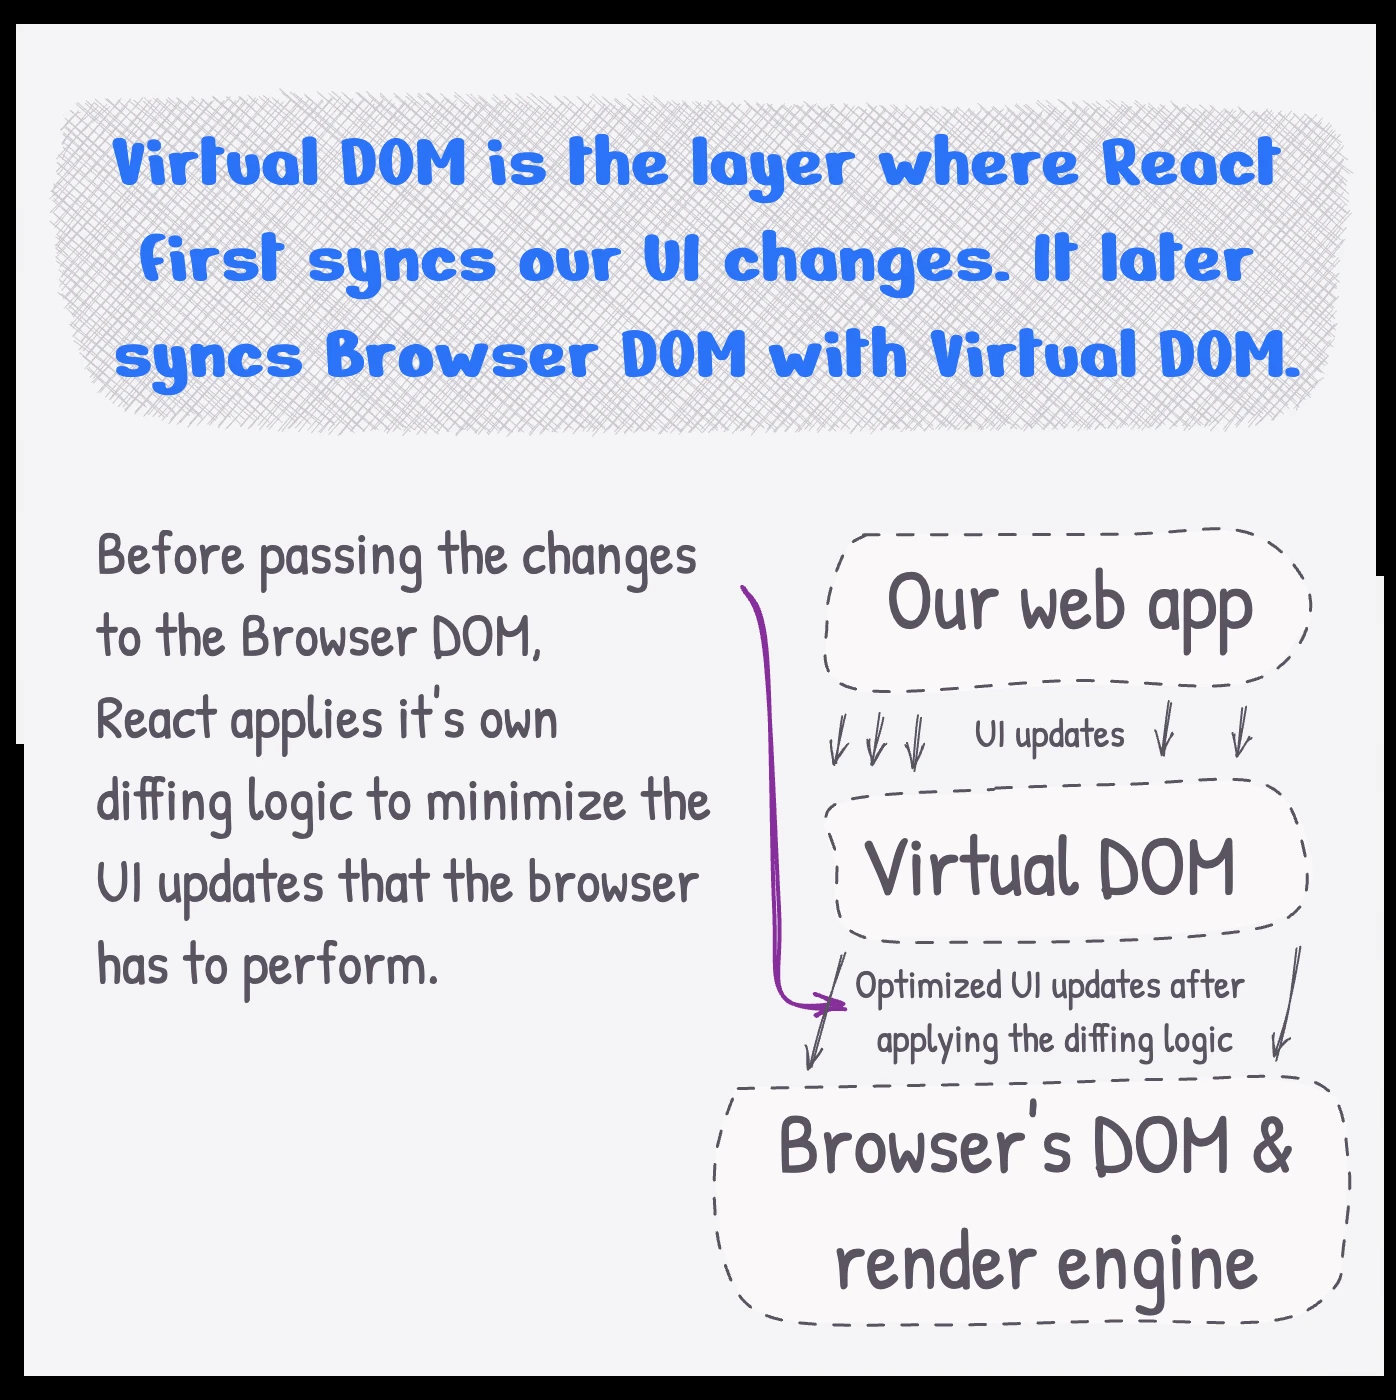 Virtual DOM is the layer where React
first syncs our UI changes. It later
syncs Browser DOM with Virtual DOM.
Before passing the changes
to the Browser DOM,
React applies it's own
diffing logic to minimize the
UI updates that the browser
has to perform.
Our web app
UI updates
Virtual DOM
Optimized UI updates after
applying the diffing logic
Browser's DOM &
render engine